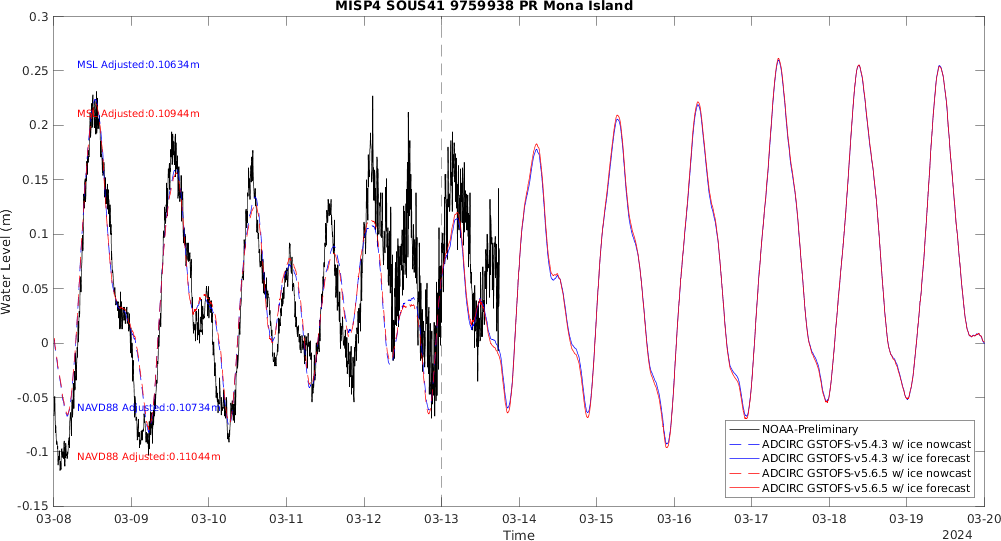 MISP4 SOUS41 9759938 PR Mona Island
0.3
0.25
0.2
0.15
0.1
0.05
0
-0.05
-0.1
-0.15
Water Level (m)
MSL Adjusted:0.10634m
MSL Adjusted:0.10944m
NAVD88 Adjusted:0.10734m
NAVD88 Adjusted:0.11044m
NOAA-Preliminary
ADCIRC GSTOFS-v5.4.3 w/ ice nowcast
ADCIRC GSTOFS-v5.4.3 w/ ice forecast
ADCIRC GSTOFS-v5.6.5 w/ ice nowcast
ADCIRC GSTOFS-v5.6.5 w/ ice forecast
03-08 03-09 03-10 03-11 03-12 03-13 03-14 03-15 03-16 03-17 03-18 03-19 03-20
Time
2024